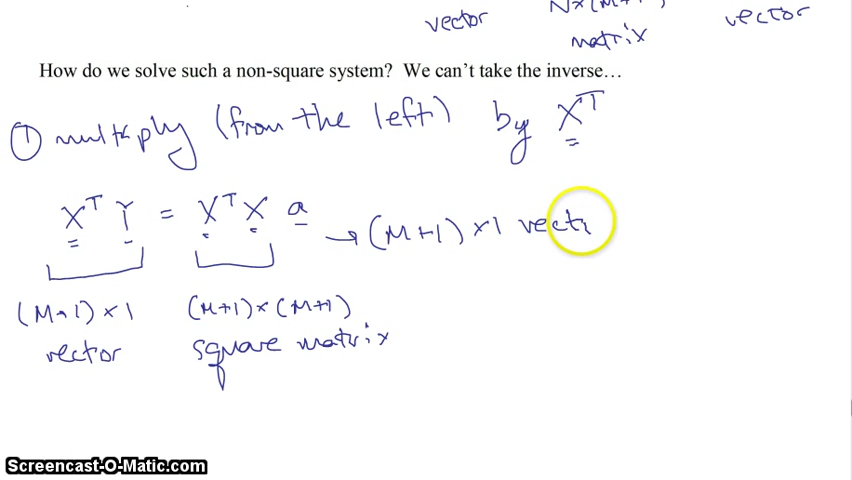 vector
matrix
vector
How do we solve such a non-square system? We can't take the inverse…
① multiply (from the left) by X^T
X^T Y = X^T X a → (M+1) × 1 vect
(M+1) × 1 (M+1) × (M+1)
vector square matrix
Screencast-O-Matic.com